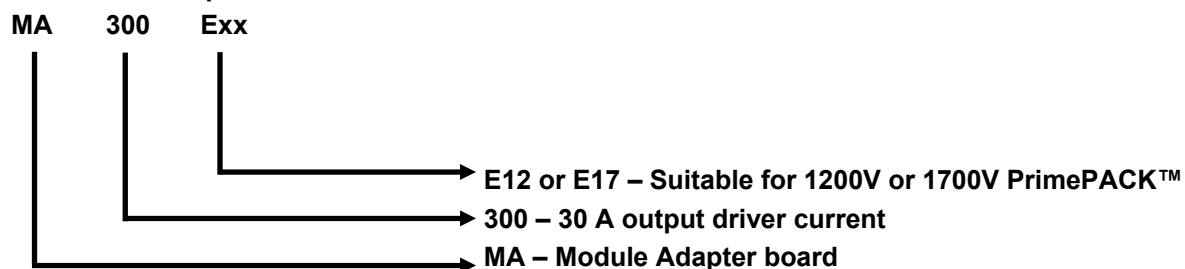 MA 300 Exx
E12 or E17 – Suitable for 1200V or 1700V PrimePACK™
300 – 30 A output driver current
MA – Module Adapter board